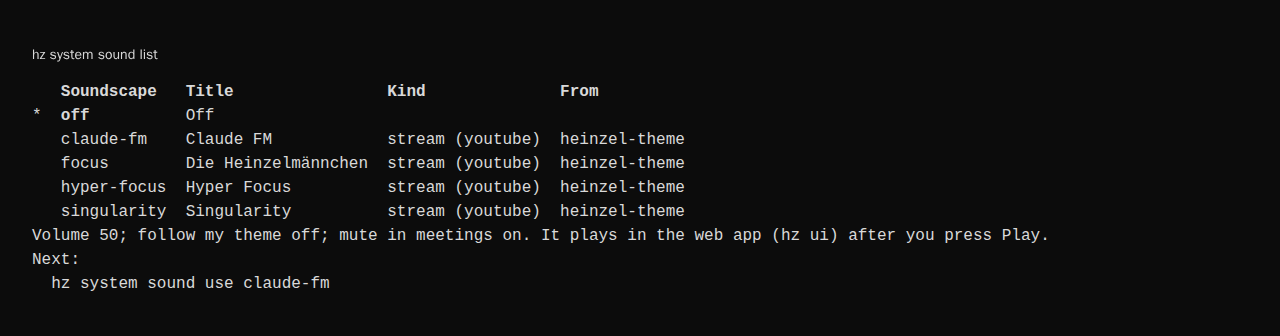 hz system sound list
Soundscape Title Kind From
* off Off
claude-fm Claude FM stream (youtube) heinzel-theme
focus Die Heinzelmännchen stream (youtube) heinzel-theme
hyper-focus Hyper Focus stream (youtube) heinzel-theme
singularity Singularity stream (youtube) heinzel-theme
Volume 50; follow my theme off; mute in meetings on. It plays in the web app (hz ui) after you press Play.
Next:
hz system sound use claude-fm